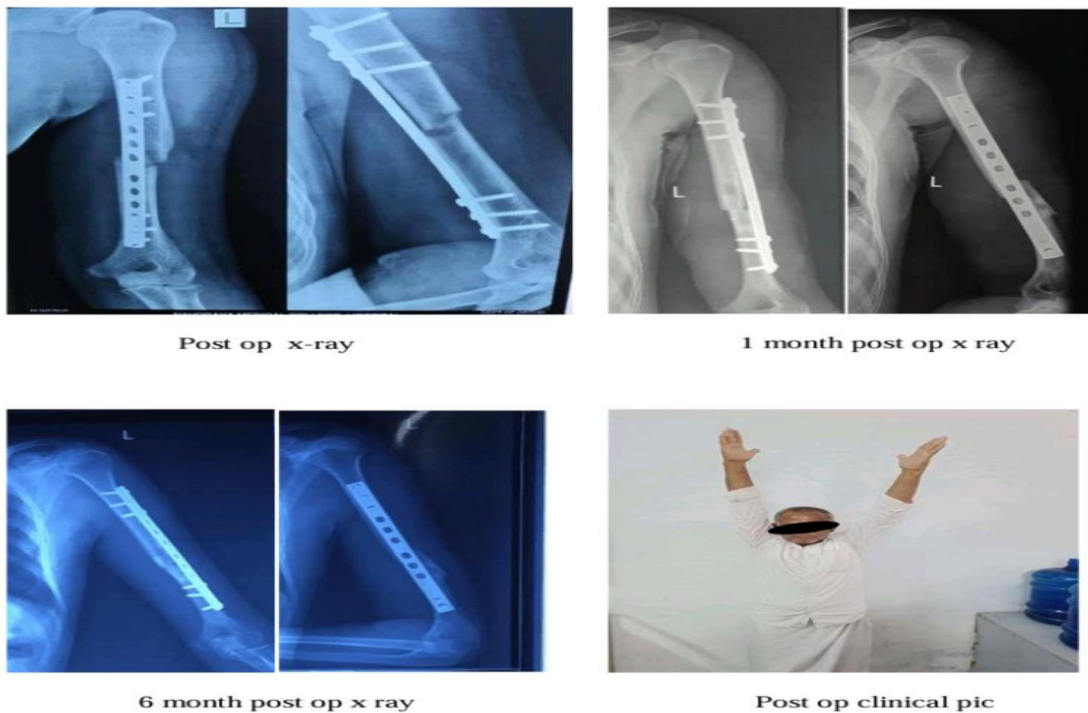 L
Post op x-ray
L
L
1 month post op x ray
L
6 month post op x ray
Post op clinical pic